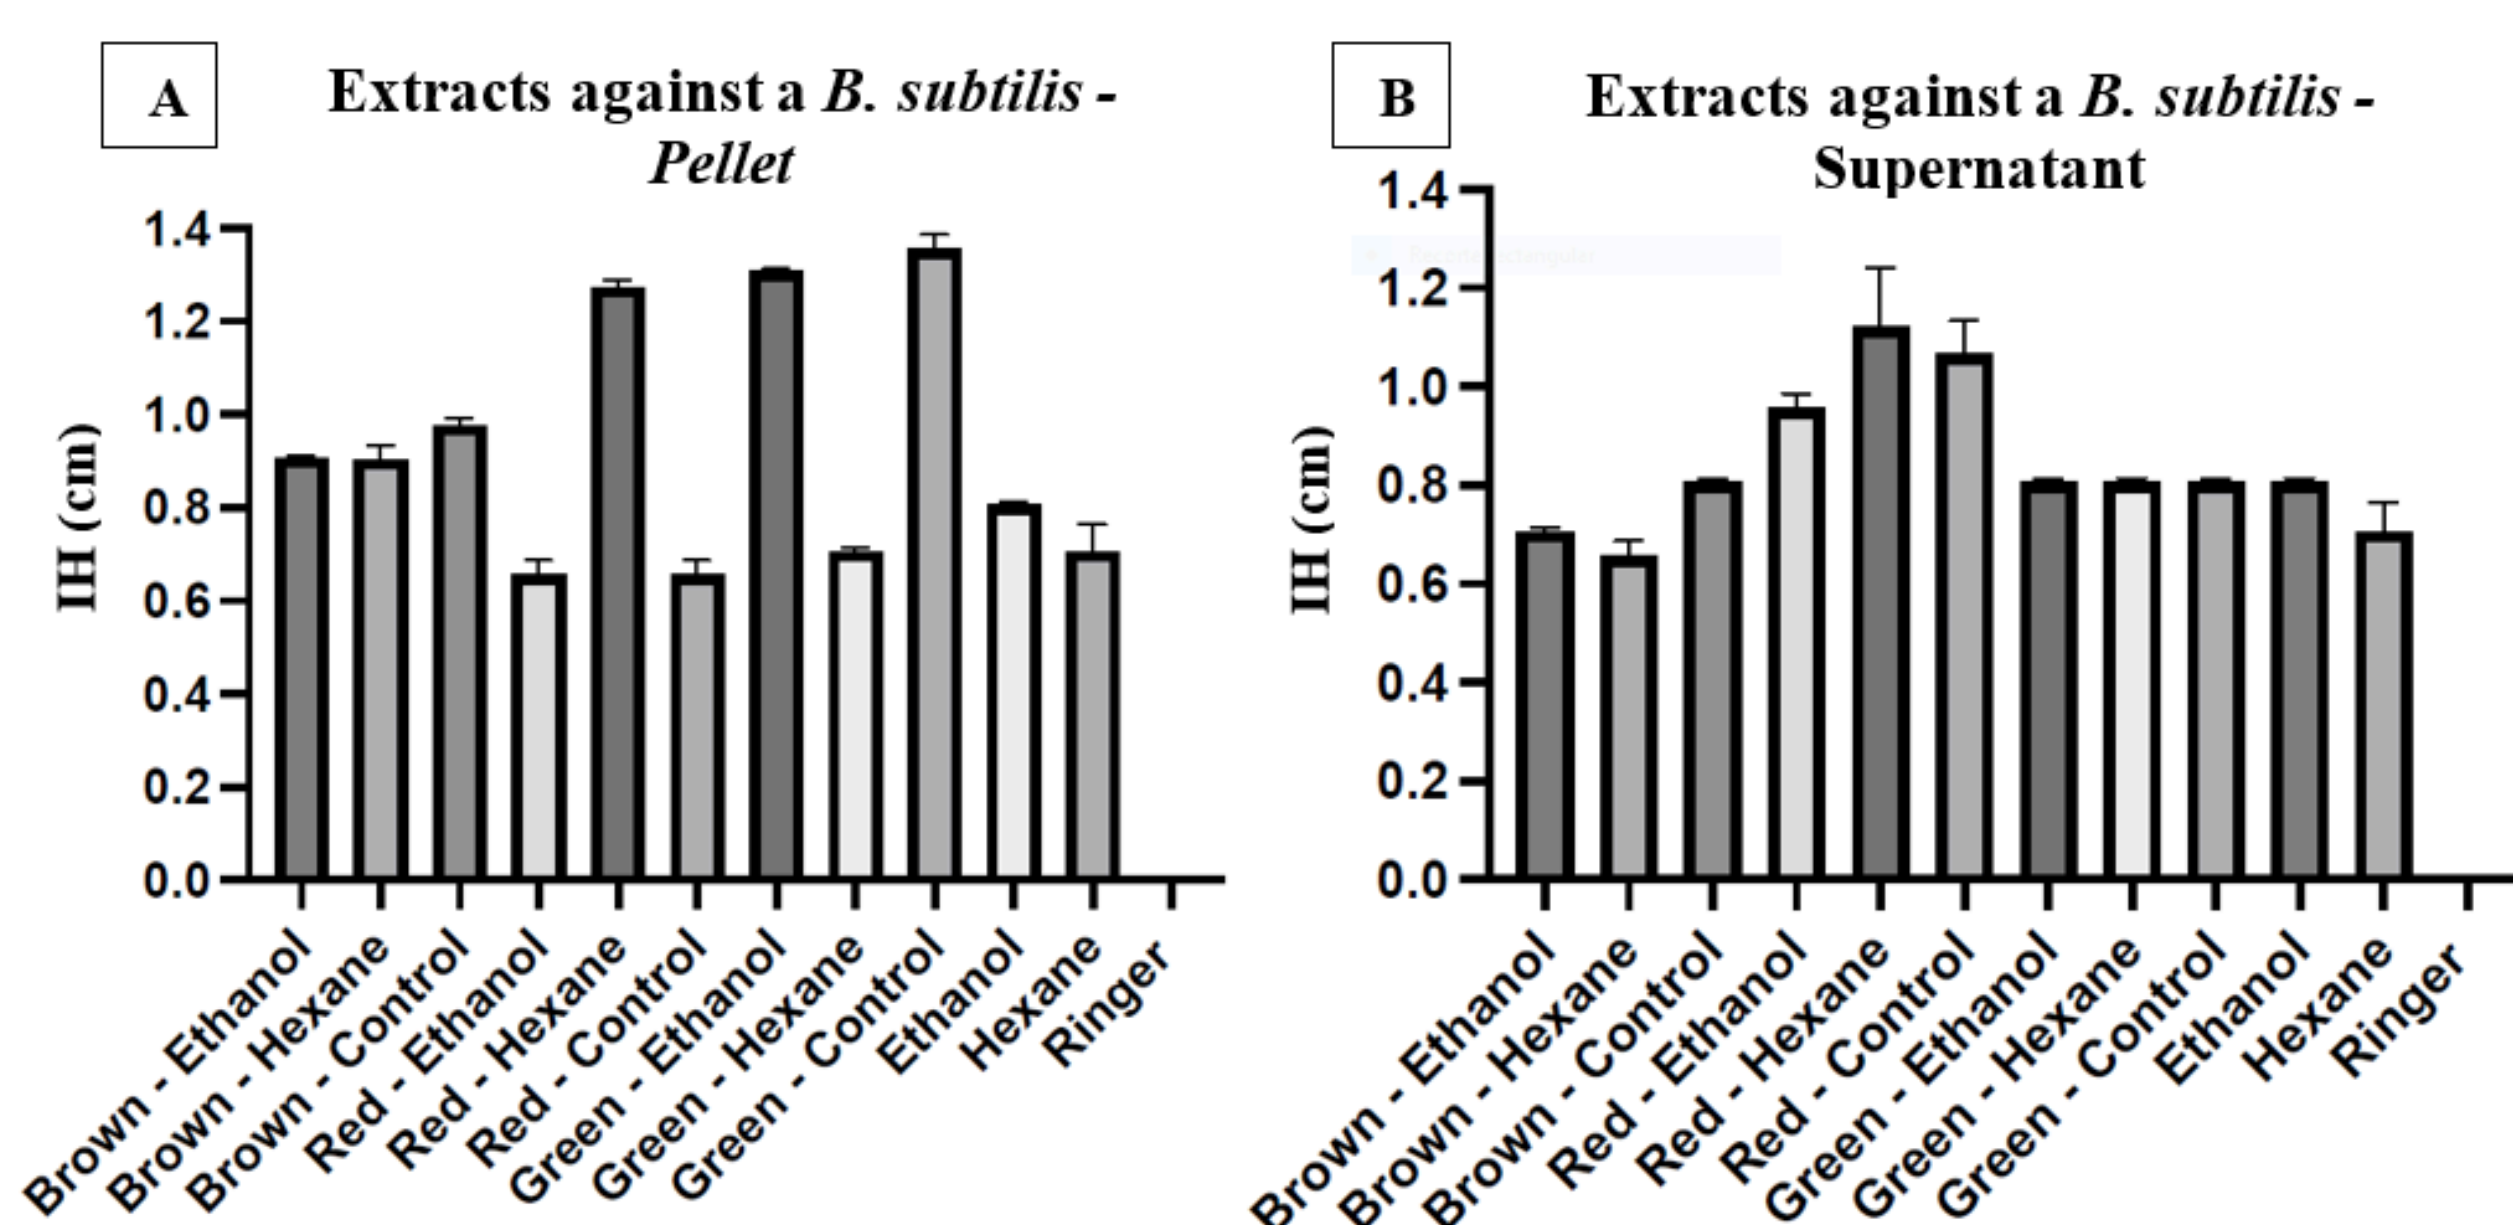 A
Extracts against a B. subtilis -
Pellet
IH (cm)
1.4
1.2
1.0
0.8
0.6
0.4
0.2
0.0
Brown - Ethanol
Brown - Hexane
Brown - Control
Red - Ethanol
Red - Hexane
Red - Control
Green - Ethanol
Green - Hexane
Green - Control
Ethanol
Hexane
Ringer
B
Extracts against a B. subtilis -
Supernatant
IH (cm)
1.4
Recorte rectangular
1.2
1.0
0.8
0.6
0.4
0.2
0.0
Brown - Ethanol
Brown - Hexane
Brown - Control
Red - Ethanol
Red - Hexane
Red - Control
Green - Ethanol
Green - Hexane
Green - Control
Ethanol
Hexane
Ringer